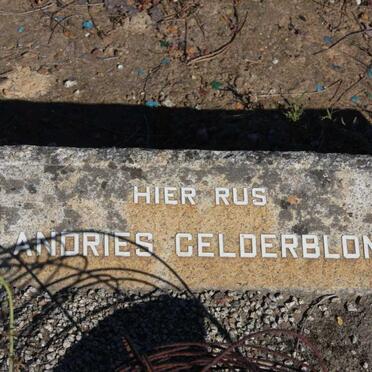 HIER RUS
ANDRIES GELDERBLOM